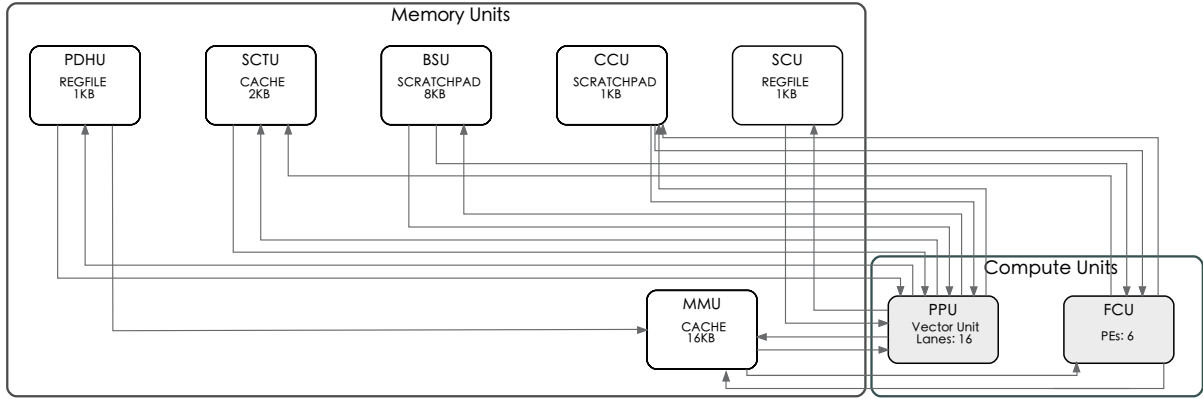 Memory Units
PDHU
REGFILE
1KB
SCTU
CACHE
2KB
BSU
SCRATCHPAD
8KB
CCU
SCRATCHPAD
1KB
SCU
REGFILE
1KB
MMU
CACHE
16KB
Compute Units
PPU
Vector Unit
Lanes: 16
FCU
PEs: 6